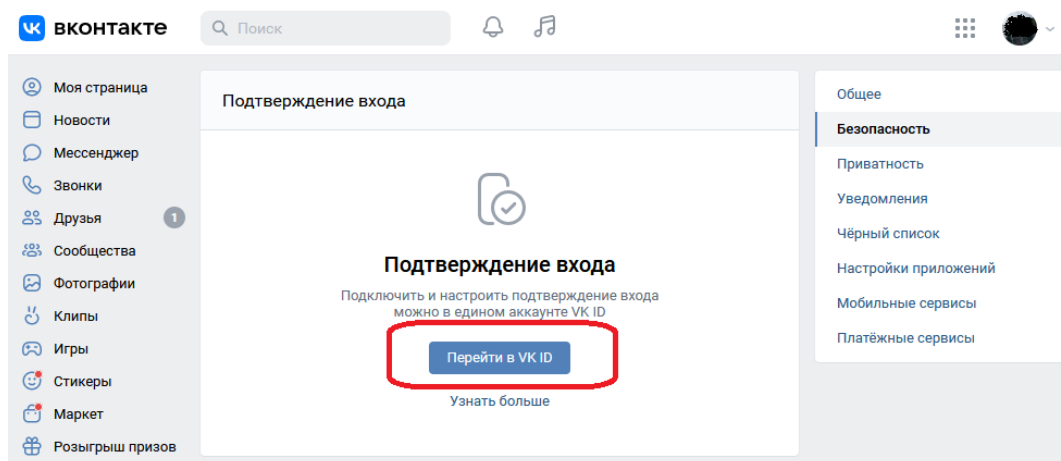 вконтакте
Поиск
Моя страница
Новости
Мессенджер
Звонки
Друзья 1
Сообщества
Фотографии
Клипы
Игры
Стикеры
Маркет
Розыгрыш призов
Подтверждение входа
Подтверждение входа
Подключить и настроить подтверждение входа
можно в едином аккаунте VK ID
Перейти в VK ID
Узнать больше
Общее
Безопасность
Приватность
Уведомления
Чёрный список
Настройки приложений
Мобильные сервисы
Платёжные сервисы